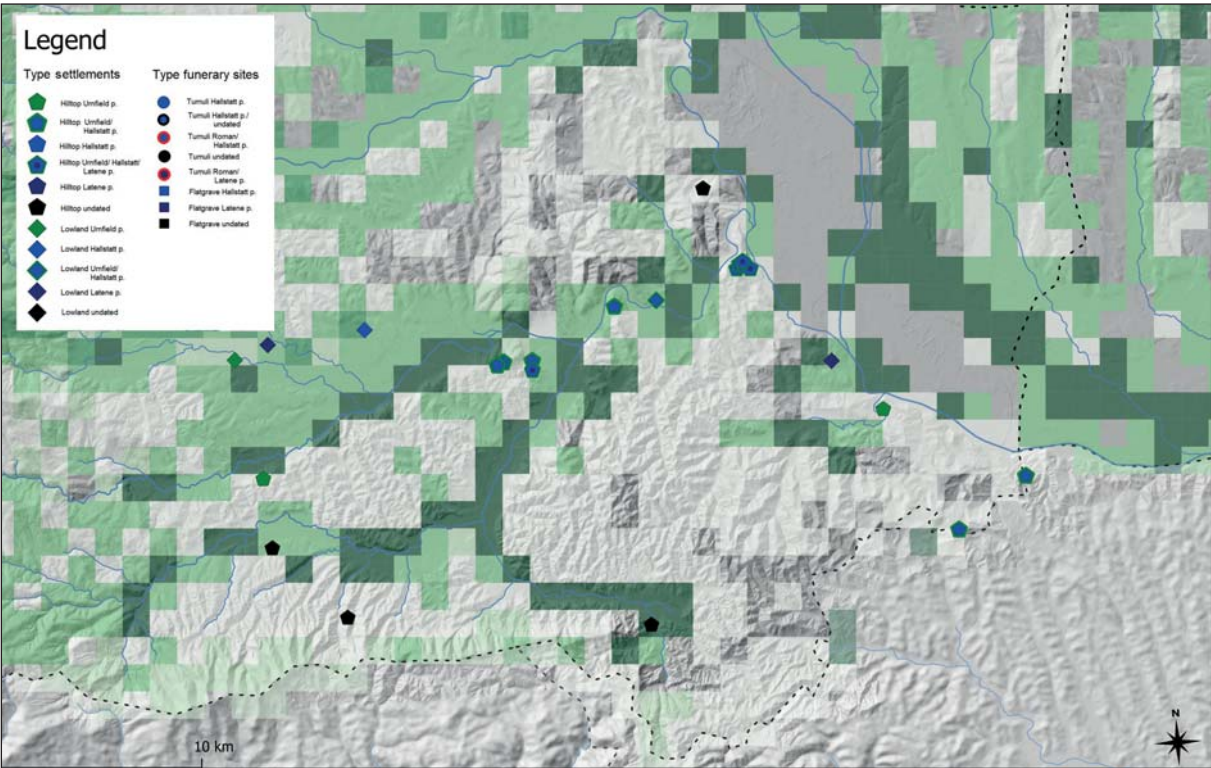 Legend
Type settlements
Hilltop Urnfield p.
Hilltop Urnfield/
Hallstatt p.
Hilltop Hallstatt p.
Hilltop Urnfield/ Hallstatt/
Latene p.
Hilltop Latene p.
Hilltop undated
Lowland Urnfield p.
Lowland Hallstatt p.
Lowland Urnfield/
Hallstatt p.
Lowland Latene p.
Lowland undated
Type funerary sites
Tumuli Hallstatt p.
Tumuli Hallstatt p./
undated
Tumuli Roman/
Hallstatt p.
Tumuli undated
Tumuli Roman/
Latene p.
Flatgrave Hallstatt p.
Flatgrave Latene p.
Flatgrave undated
10 km
N